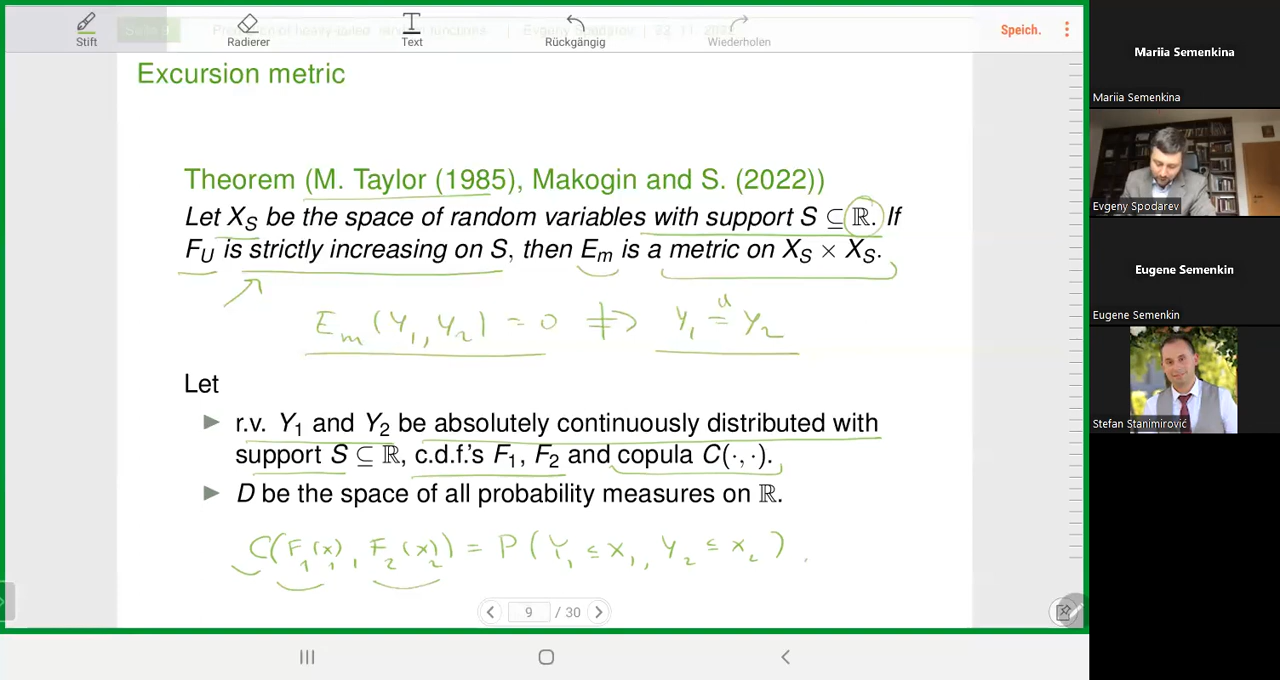 Stift
Radierer
Text
Rückgängig
Wiederholen
Speich.
Excursion metric
Theorem (M. Taylor (1985), Makogin and S. (2022))
Let X_S be the space of random variables with support S ⊆ ℝ. If
F_U is strictly increasing on S, then E_m is a metric on X_S × X_S.
E_m (Y_1, Y_2) = 0
Y_1 = Y_2
Let
▶ r.v. Y_1 and Y_2 be absolutely continuously distributed with
support S ⊆ ℝ, c.d.f.'s F_1, F_2 and copula C(·, ·).
▶ D be the space of all probability measures on ℝ.
C(F_1(x_1), F_2(x_2)) = P(Y_1 ≤ x_1, Y_2 ≤ x_2)
9 / 30
Mariia Semenkina
Mariia Semenkina
Evgeny Spodarev
Eugene Semenkin
Eugene Semenkin
Stefan Stanimirović